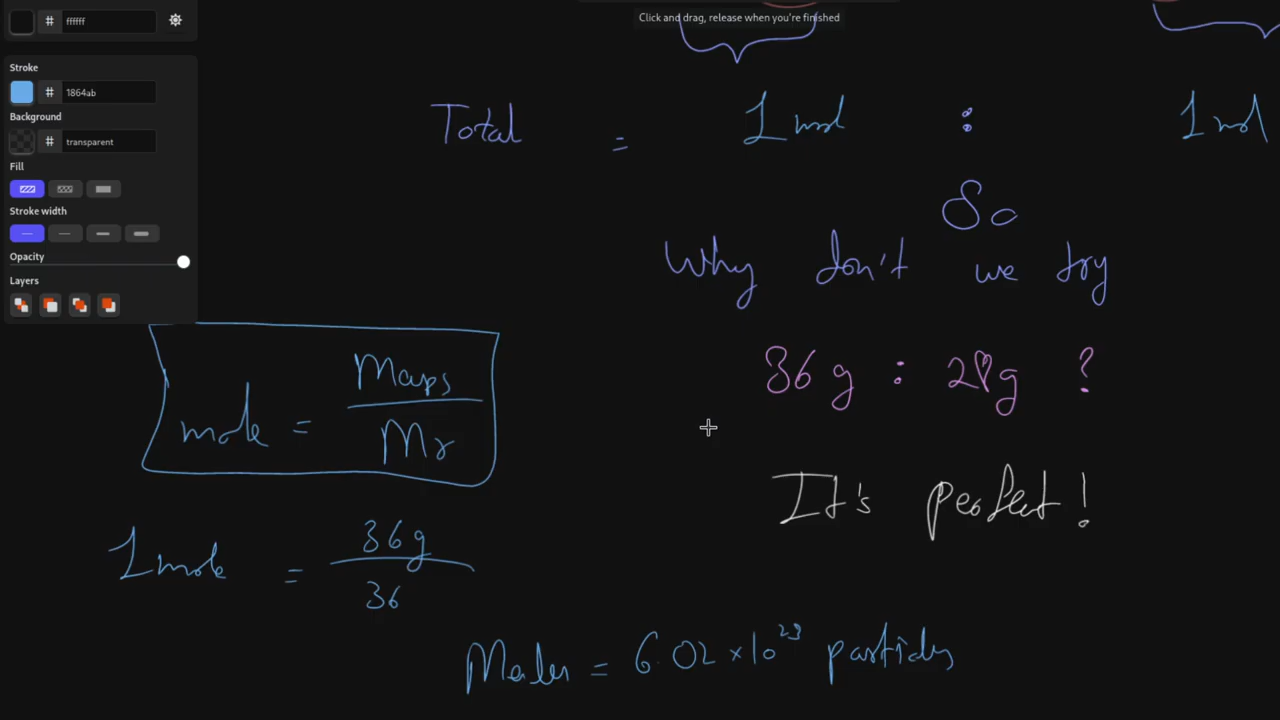 # ffffff
Click and drag, release when you're finished
Stroke
# 1864ab
Background
# transparent
Fill
Stroke width
Opacity
Layers
Total = 1 mol : 1 mol
So
Why don't we try
36 g : 28g ?
It's perfect!
mole = Mass / Mr
1 mole = 36g / 36
Moles = 6.02 × 10²³ particles